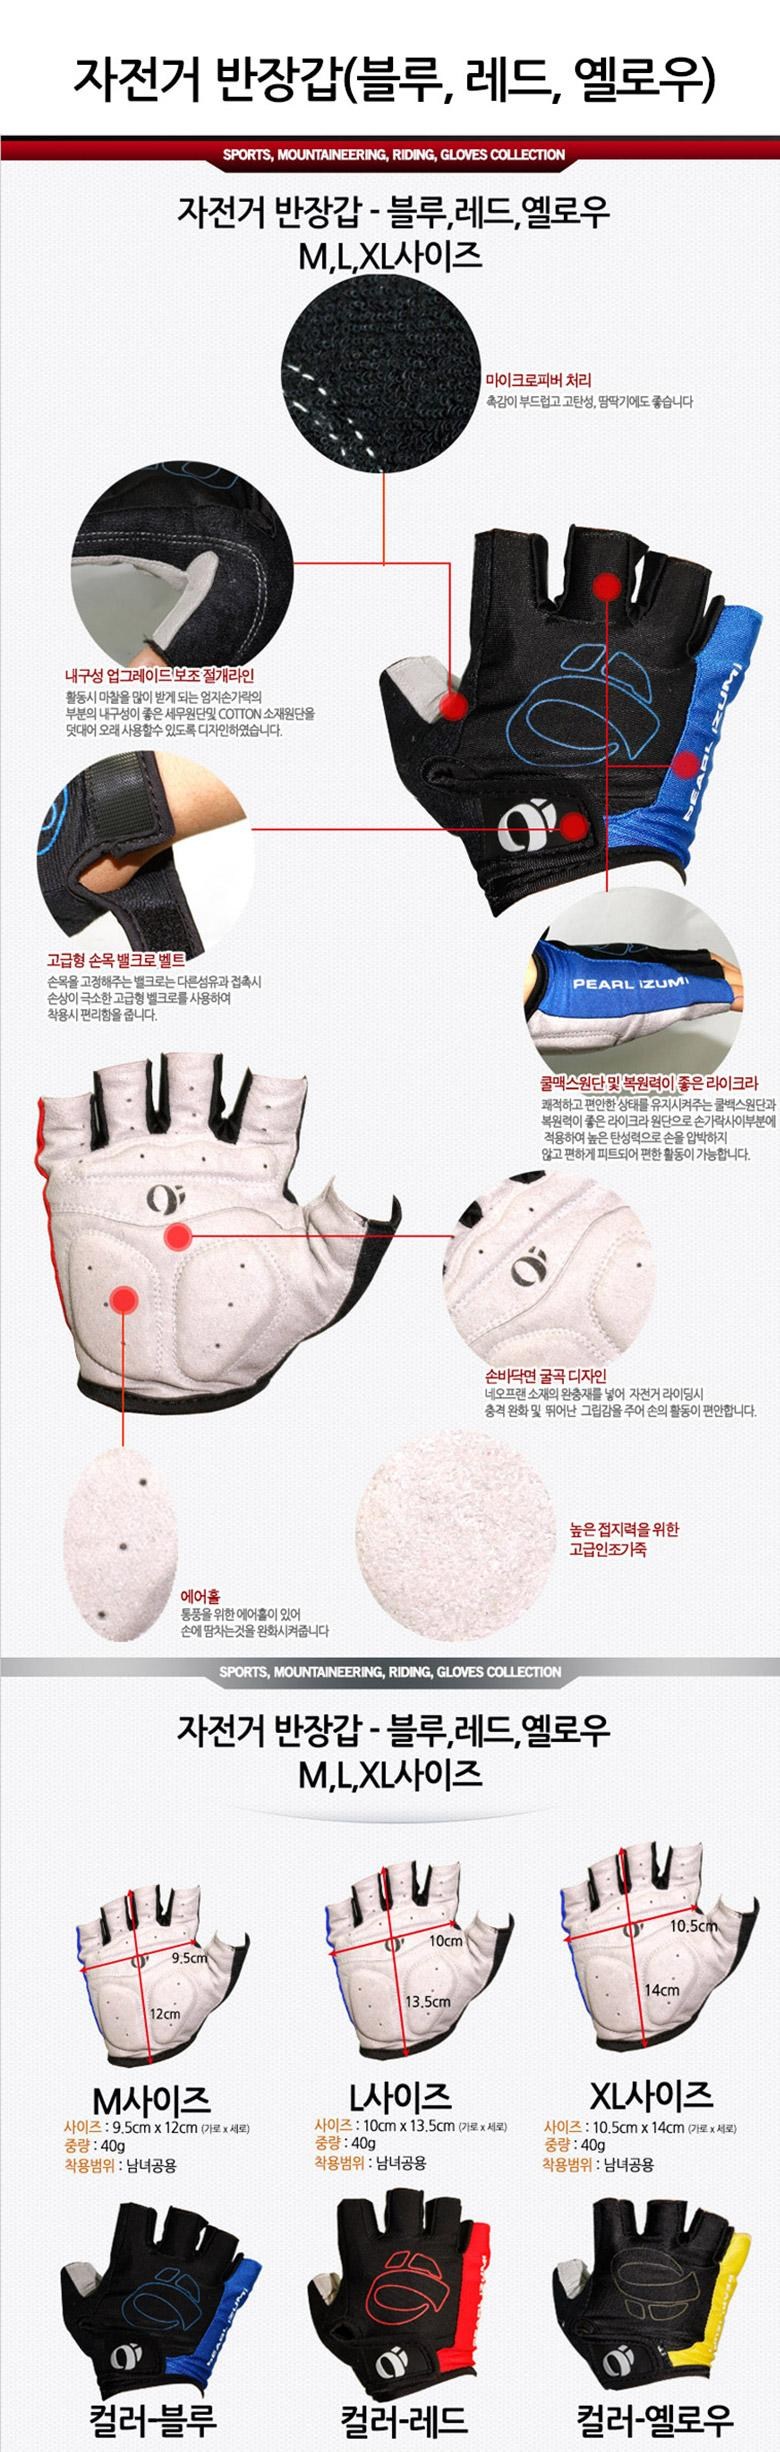 자전거 반장갑(블루, 레드, 옐로우)
SPORTS, MOUNTAINEERING, RIDING, GLOVES COLLECTION
자전거 반장갑 - 블루,레드,옐로우
M,L,XL사이즈
마이크로피버 처리
촉감이 부드럽고 고탄성, 땀딱기에도 좋습니다
내구성 업그레이드 보조 절개라인
활동시 마찰을 많이 받게 되는 엄지손가락의
부분의 내구성이 좋은 세무원단및 COTTON 소재원단을
덧대어 오래 사용할수 있도록 디자인하였습니다.
PEARL IZUMI
고급형 손목 밸크로 벨트
손목을 고정해주는 벨크로는 다른섬유과 접촉시
손상이 극소한 고급형 벨크로를 사용하여
착용시 편리함을 줍니다.
PEARL IZUMI
쿨맥스원단 및 복원력이 좋은 라이크라
쾌적하고 편안한 상태를 유지시켜주는 쿨백스원단과
복원력이 좋은 라이크라 원단으로 손가락사이부분에
적용하여 높은 탄성력으로 손을 압박하지
않고 편하게 피트되어 편한 활동이 가능합니다.
손바닥면 굴곡 디자인
네오프랜 소재의 완충재를 넣어 자전거 라이딩시
충격 완화 및 뛰어난 그립감을 주어 손의 활동이 편안합니다.
높은 접지력을 위한
고급인조가죽
에어홀
통풍을 위한 에어홀이 있어
손에 땀차는것을 완화시켜줍니다
SPORTS, MOUNTAINEERING, RIDING, GLOVES COLLECTION
자전거 반장갑 - 블루,레드,옐로우
M,L,XL사이즈
9.5cm
12cm
10cm
13.5cm
10.5cm
14cm
M사이즈
사이즈 : 9.5cm x 12cm (가로 x 세로)
중량 : 40g
착용범위 : 남녀공용
L사이즈
사이즈 : 10cm x 13.5cm (가로 x 세로)
중량 : 40g
착용범위 : 남녀공용
XL사이즈
사이즈 : 10.5cm x 14cm (가로 x 세로)
중량 : 40g
착용범위 : 남녀공용
PEARL IZUMI
컬러-블루
컬러-레드
컬러-옐로우